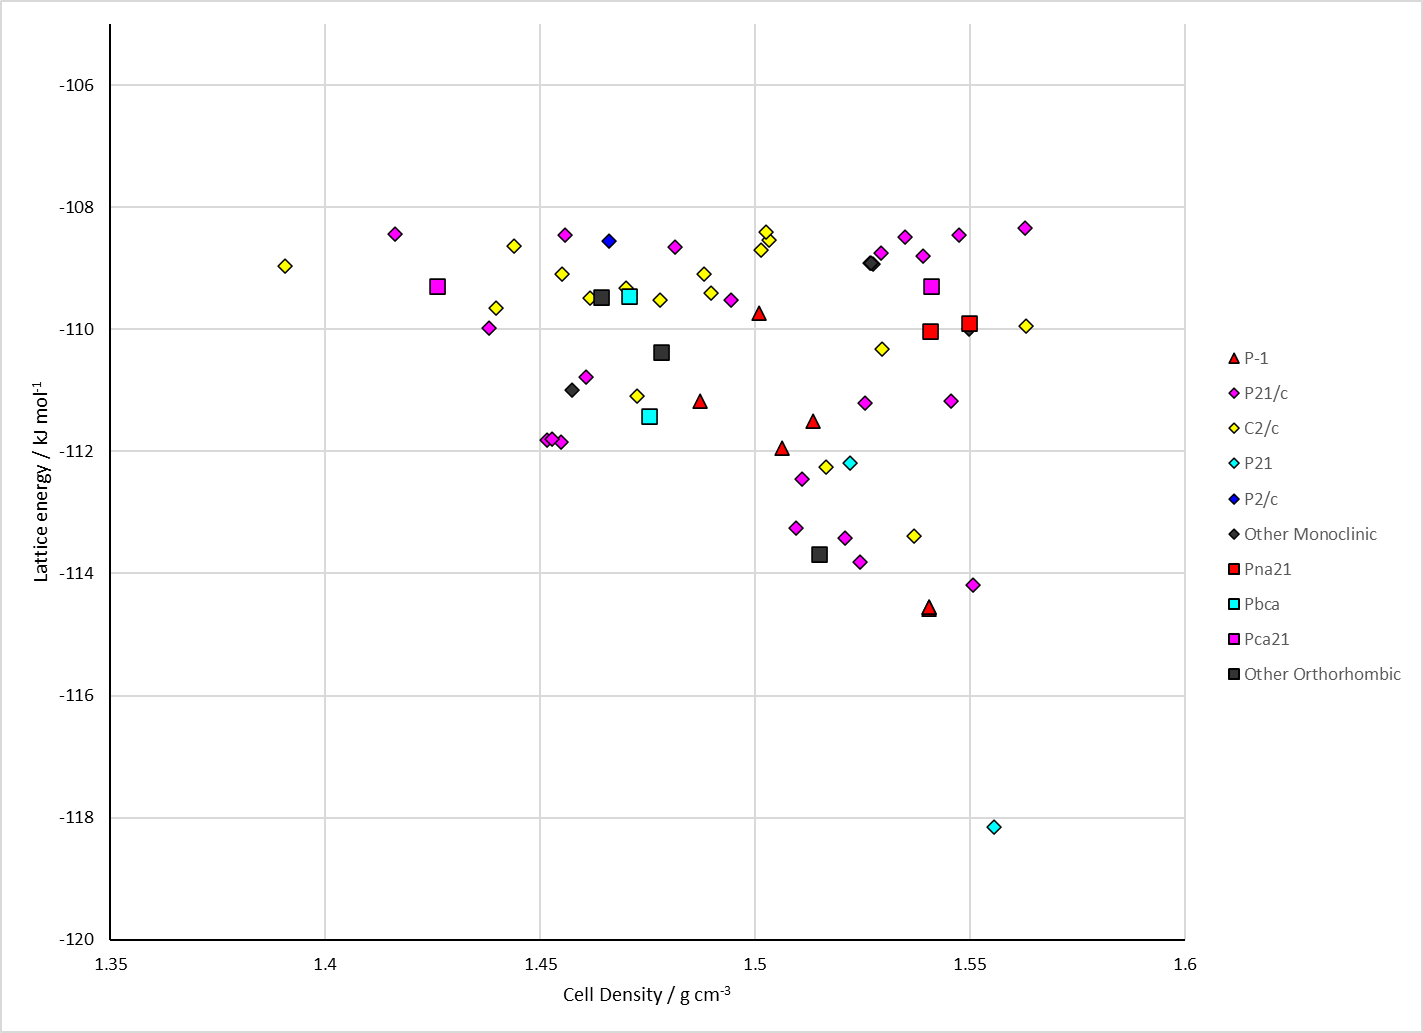 -106
-108
-110
-112
-114
-116
-118
-120
1.35
1.4
1.45
1.5
1.55
1.6
Lattice energy / kJ mol-1
Cell Density / g cm-3
P-1
P21/c
C2/c
P21
P2/c
Other Monoclinic
Pna21
Pbca
Pca21
Other Orthorhombic